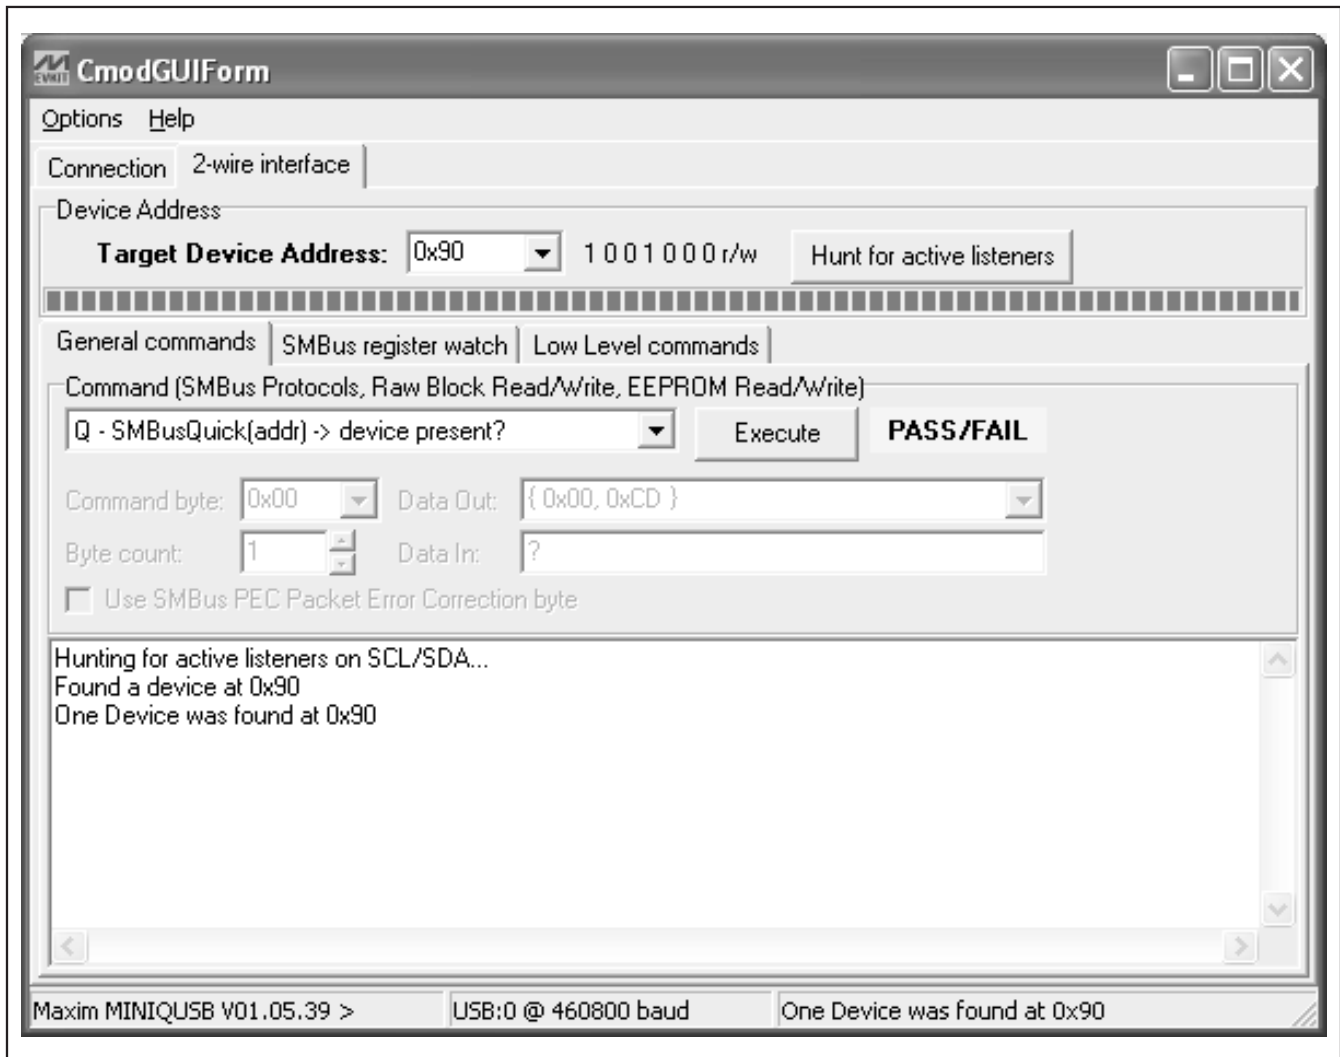 EVKIT CmodGUIForm
Options Help
Connection 2-wire interface
Device Address
Target Device Address: 0x90 1 0 0 1 0 0 0 r/w Hunt for active listeners
General commands SMBus register watch Low Level commands
Command (SMBus Protocols, Raw Block Read/Write, EEPROM Read/Write)
Q - SMBusQuick(addr) -> device present? Execute PASS/FAIL
Command byte: 0x00 Data Out: { 0x00, 0xCD }
Byte count: 1 Data In: ?
Use SMBus PEC Packet Error Correction byte
Hunting for active listeners on SCL/SDA...
Found a device at 0x90
One Device was found at 0x90
Maxim MINIQUSB V01.05.39 > USB:0 @ 460800 baud One Device was found at 0x90